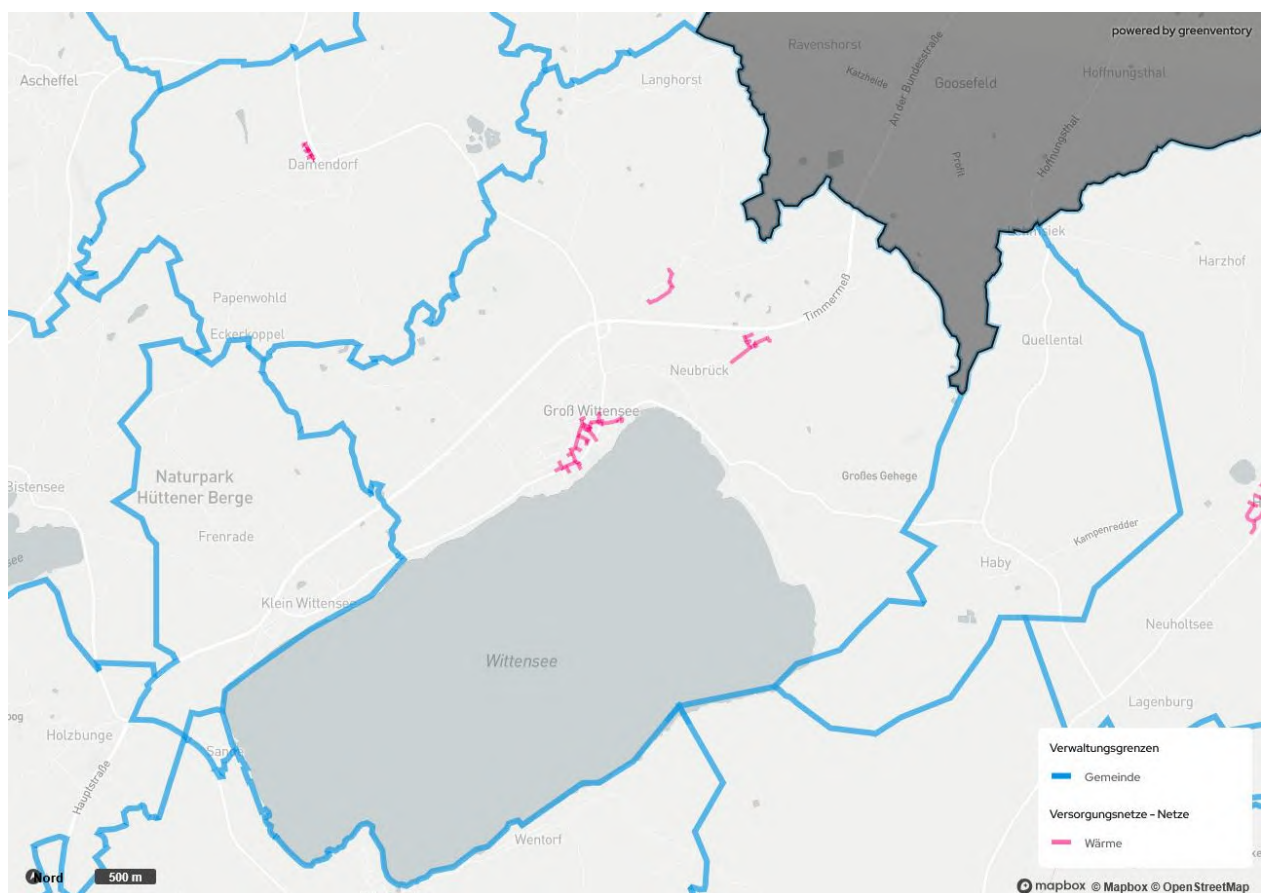 powered by greenventory
Ravenshorst
Katzheide
An der Bundesstraße
Goosefeld
Hoffnungsthal
Ascheffel
Langhorst
Profit
Hoffnungsthal
Damendorf
Harzhof
Papenwohld
Eckerkoppel
Timmermeß
Quellental
Neubrück
Groß Wittensee
Naturpark
Hüttener Berge
Bistensee
Großes Gehege
Frenrade
Kampenredder
Haby
Klein Wittensee
Neuholtsee
Wittensee
Lagenburg
Holzbunge
Sande
Hauptstraße
Wentorf
Verwaltungsgrenzen
Gemeinde
Versorgungsnetze - Netze
Wärme
Nord
500 m
mapbox © Mapbox © OpenStreetMap